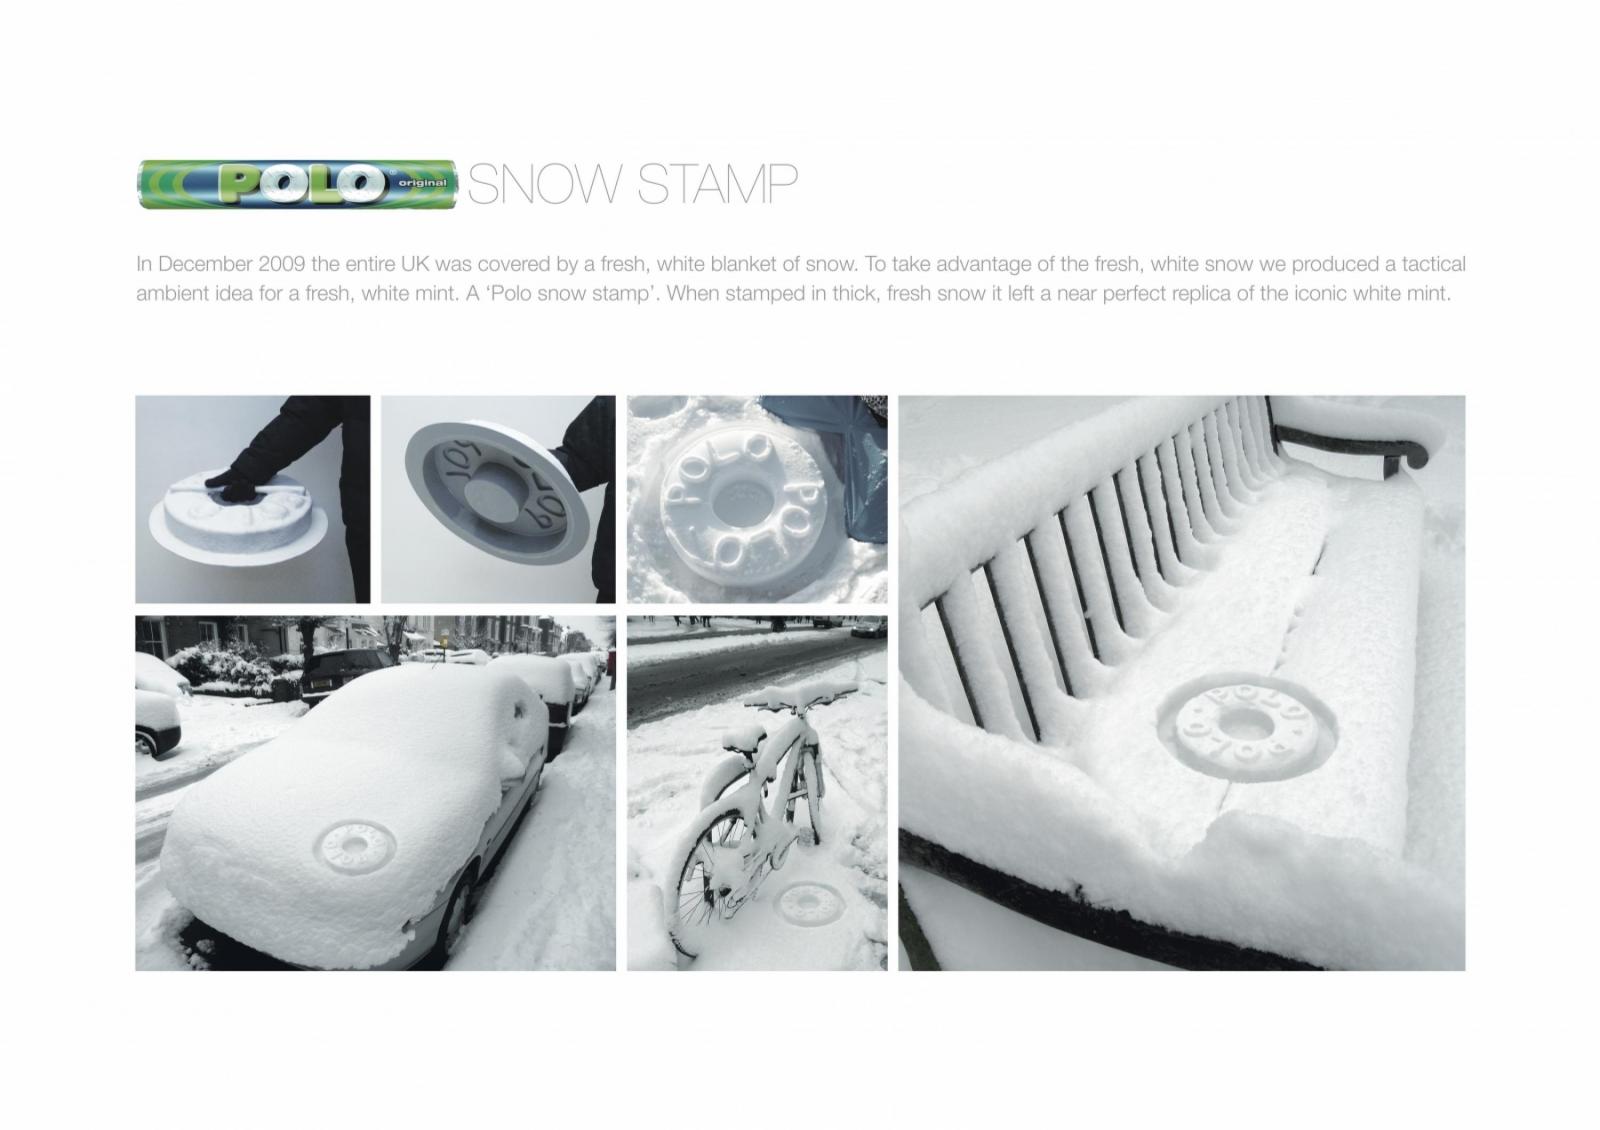 POLO original SNOW STAMP
In December 2009 the entire UK was covered by a fresh, white blanket of snow. To take advantage of the fresh, white snow we produced a tactical
ambient idea for a fresh, white mint. A ‘Polo snow stamp’. When stamped in thick, fresh snow it left a near perfect replica of the iconic white mint.
POLO
POLO
POLO
POLO
POLO
POLO